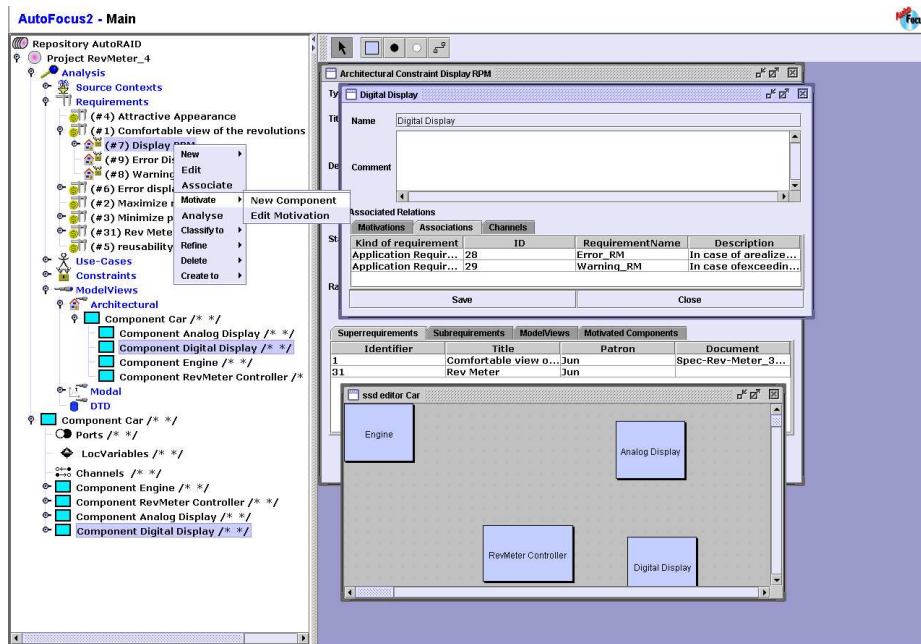 AutoFocus2 - Main
Repository AutoRAID
Project RevMeter_4
Analysis
Source Contexts
Requirements
(#4) Attractive Appearance
(#1) Comfortable view of the revolutions
(#7) Display RPM
(#9) Error Dis
(#8) Warning
(#6) Error displa
(#2) Maximize r
(#3) Minimize p
(#31) Rev Mete
(#5) reusability
Use-Cases
Constraints
ModelViews
Architectural
Component Car /* */
Component Analog Display /* */
Component Digital Display /* */
Component Engine /* */
Component RevMeter Controller /*
Modal
DTD
Component Car /* */
Ports /* */
LocVariables /* */
Channels /* */
Component Engine /* */
Component RevMeter Controller /* */
Component Analog Display /* */
Component Digital Display /* */
New
Edit
Associate
Motivate
Analyse
Classify to
Refine
Delete
Create to
New Component
Edit Motivation
Architectural Constraint Display RPM
Ty
Tit
De
St
Ra
Digital Display
Name Digital Display
Comment
Associated Relations
Motivations Associations Channels
Kind of requirement ID RequirementName Description
Application Requir... 28 Error_RM In case of arealize...
Application Requir... 29 Warning_RM In case ofexceedin...
Save Close
Superrequirements Subrequirements ModelViews Motivated Components
Identifier Title Patron Document
1 Comfortable view o... Jun Spec-Rev-Meter_3...
31 Rev Meter Jun
ssd editor Car
Engine
Analog Display
RevMeter Controller
Digital Display